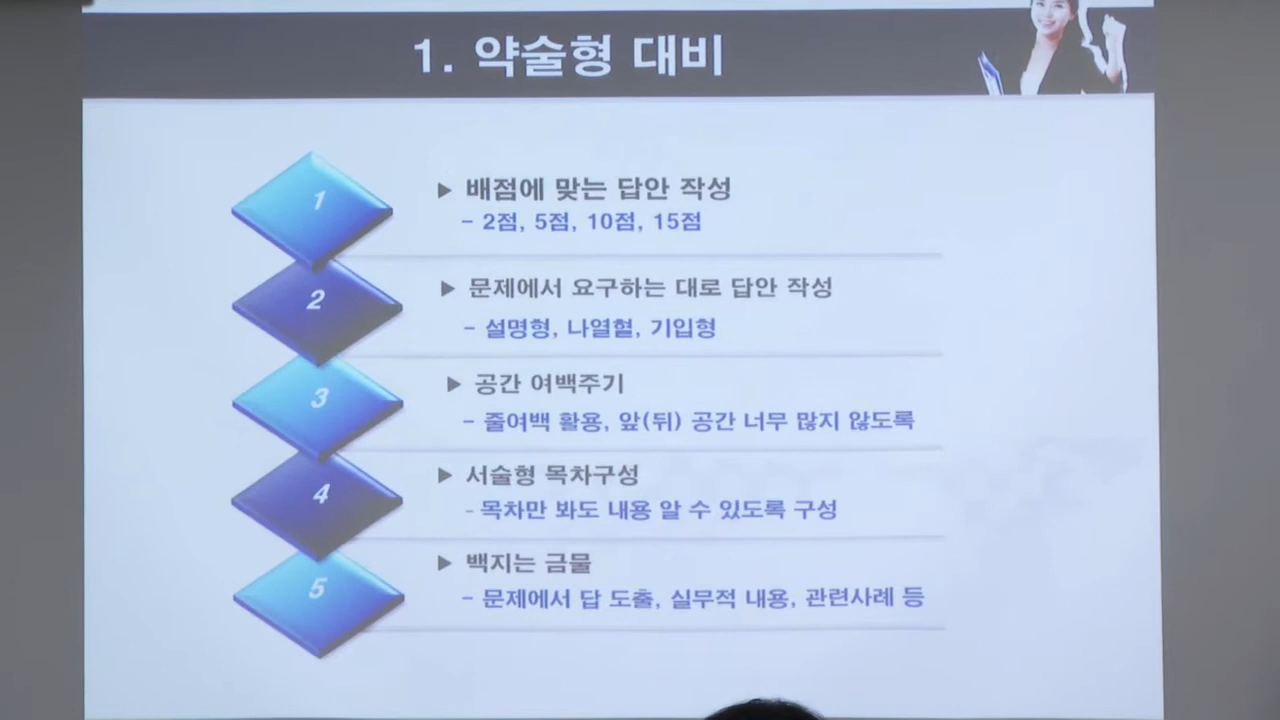 1. 약술형 대비
1
▶ 배점에 맞는 답안 작성
- 2점, 5점, 10점, 15점
2
▶ 문제에서 요구하는 대로 답안 작성
- 설명형, 나열혈, 기입형
3
▶ 공간 여백주기
- 줄여백 활용, 앞(뒤) 공간 너무 많지 않도록
4
▶ 서술형 목차구성
- 목차만 봐도 내용 알 수 있도록 구성
5
▶ 백지는 금물
- 문제에서 답 도출, 실무적 내용, 관련사례 등